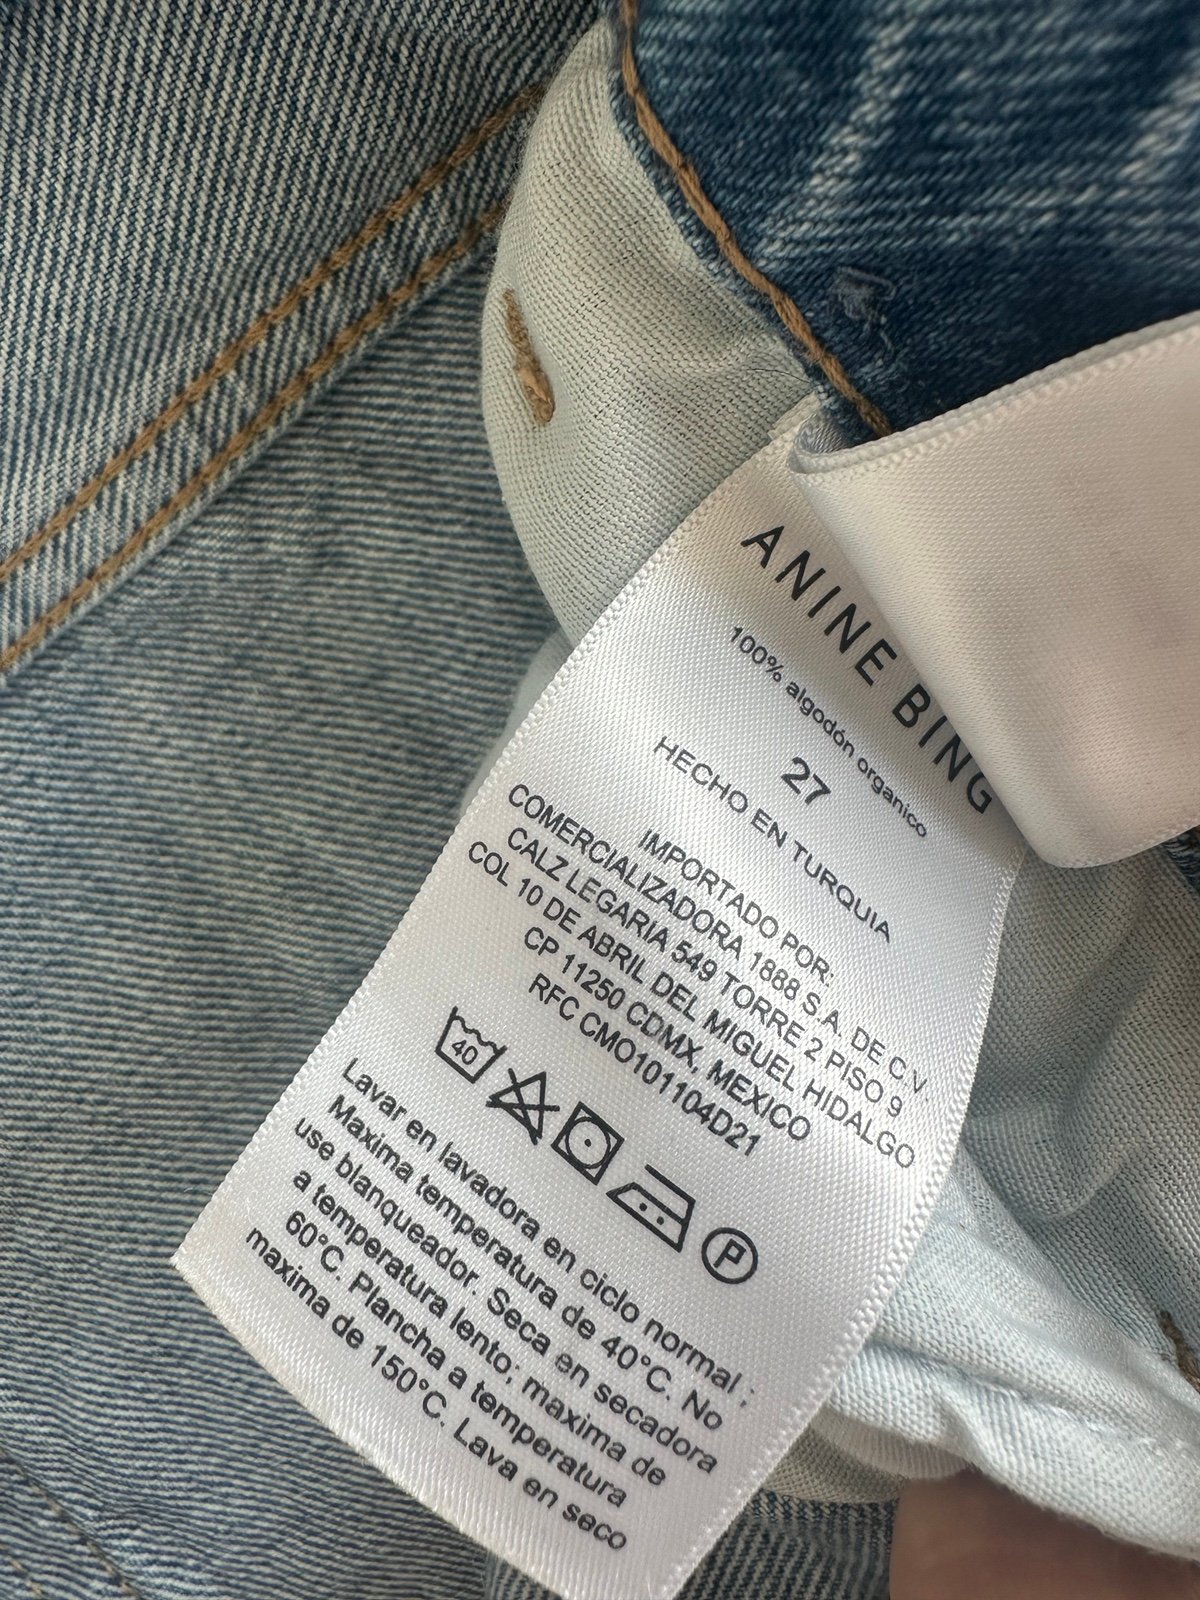 ANINE BING
100% algodón organico
27
HECHO EN TURQUIA
IMPORTADO POR:
COMERCIALIZADORA 1888 S.A. DE C.V
CALZ LEGARIA 549 TORRE 2 PISO 9
COL 10 DE ABRIL DEL MIGUEL HIDALGO
CP 11250 CDMX, MEXICO
RFC CMO101104D21
40
P
Lavar en lavadora en ciclo normal ;
Maxima temperatura de 40°C. No
use blanqueador. Seca en secadora
a temperatura lento; maxima de
60°C. Plancha a temperatura
maxima de 150°C. Lava en seco